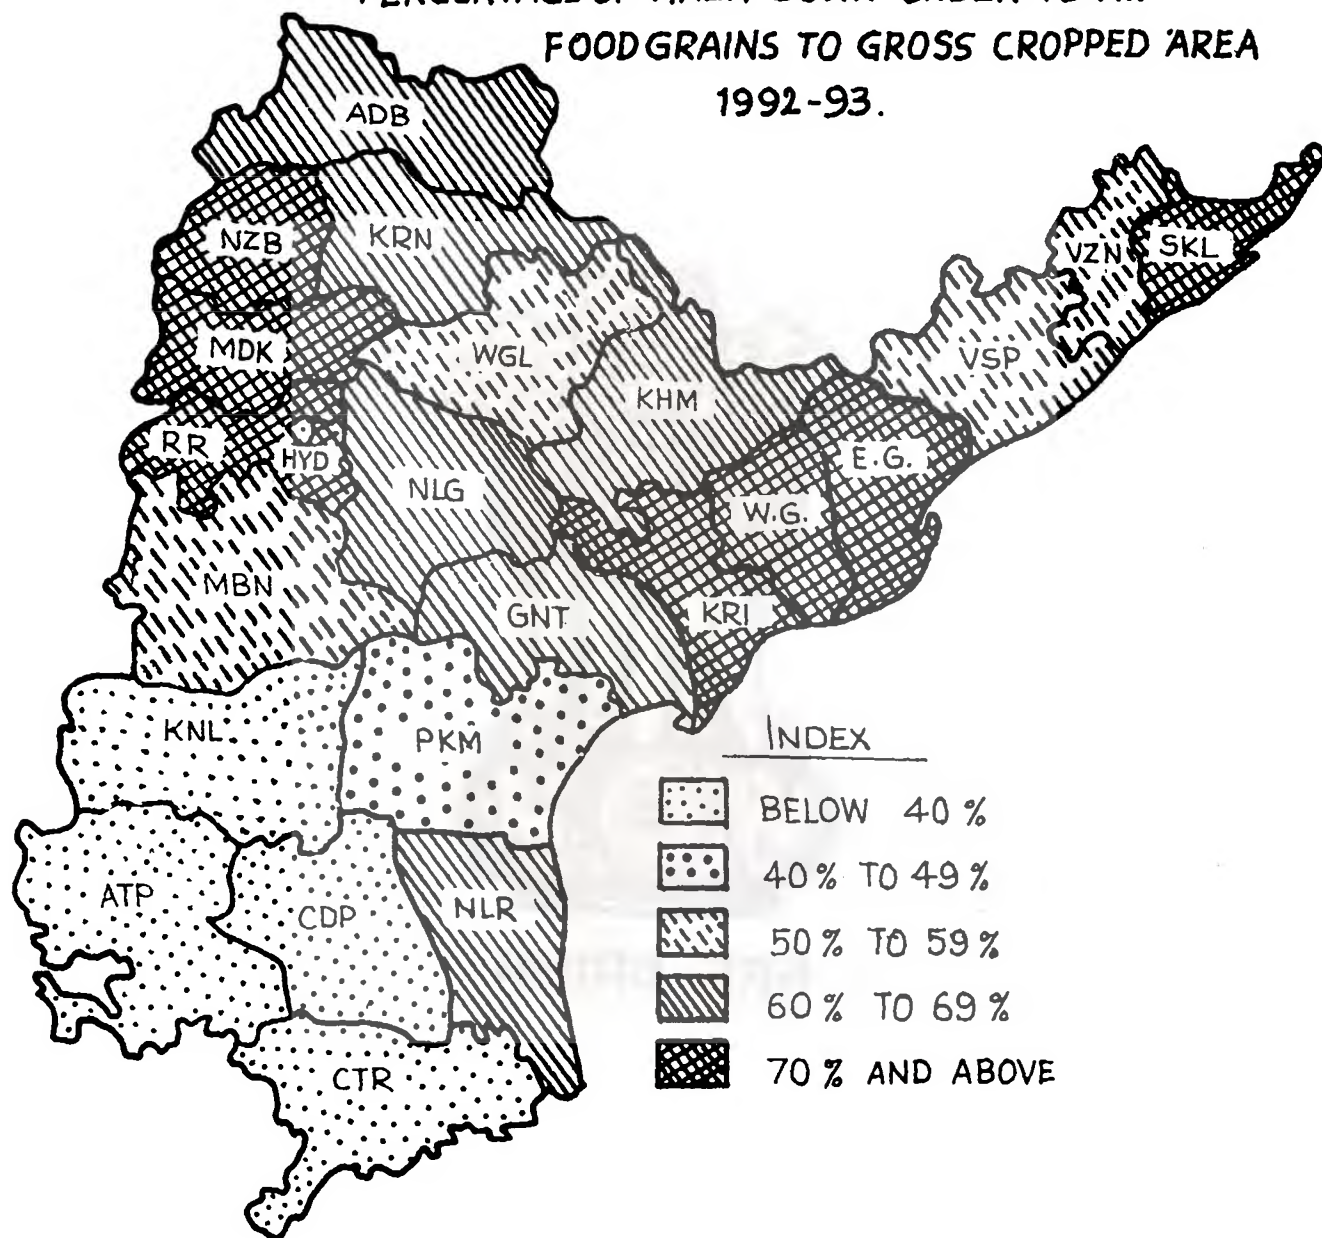 FOODGRAINS TO GROSS CROPPED AREA
1992-93.
ADB
NZB
KRN
VZN
SKL
MDK
WGL
VSP
KHM
RR
HYD
E.G.
NLG
W.G.
MBN
GNT
KRI
KNL
PKM
INDEX
BELOW 40 %
40 % TO 49 %
ATP
CDP
NLR
50 % TO 59 %
60 % TO 69 %
70 % AND ABOVE
CTR